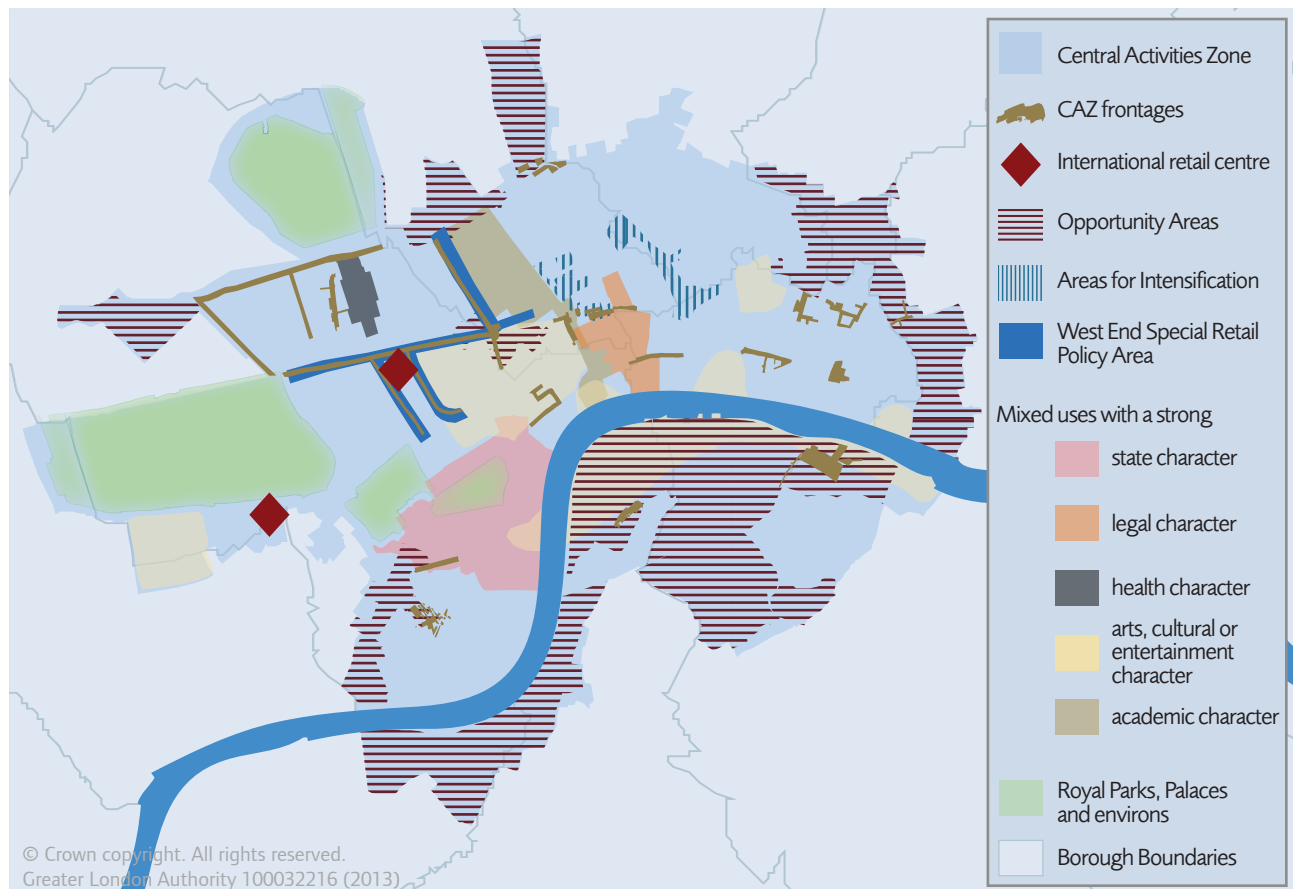 Central Activities Zone
CAZ frontages
International retail centre
Opportunity Areas
Areas for Intensification
West End Special Retail
Policy Area
Mixed uses with a strong
state character
legal character
health character
arts, cultural or
entertainment
character
academic character
Royal Parks, Palaces
and environs
Borough Boundaries
© Crown copyright. All rights reserved.
Greater London Authority 100032216 (2013)